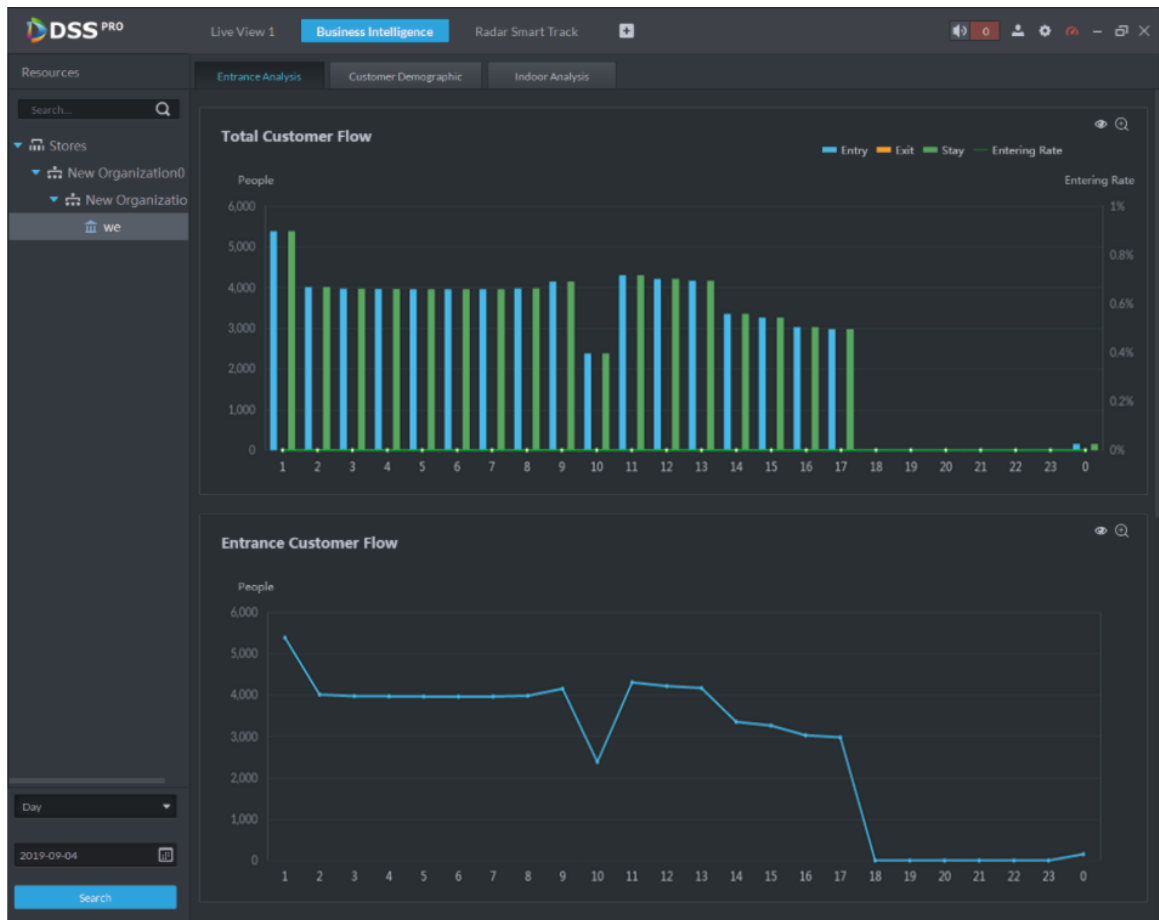 DSS PRO
Live View 1 Business Intelligence Radar Smart Track
0
Resources
Entrance Analysis Customer Demographic Indoor Analysis
Search...
Stores
New Organization0
New Organizatio
we
Total Customer Flow
Entry Exit Stay Entering Rate
People
Entering Rate
6,000
5,000
4,000
3,000
2,000
1,000
0
1%
0.8%
0.6%
0.4%
0.2%
0%
1 2 3 4 5 6 7 8 9 10 11 12 13 14 15 16 17 18 19 20 21 22 23 0
Entrance Customer Flow
People
6,000
5,000
4,000
3,000
2,000
1,000
0
1 2 3 4 5 6 7 8 9 10 11 12 13 14 15 16 17 18 19 20 21 22 23 0
Day
2019-09-04
Search